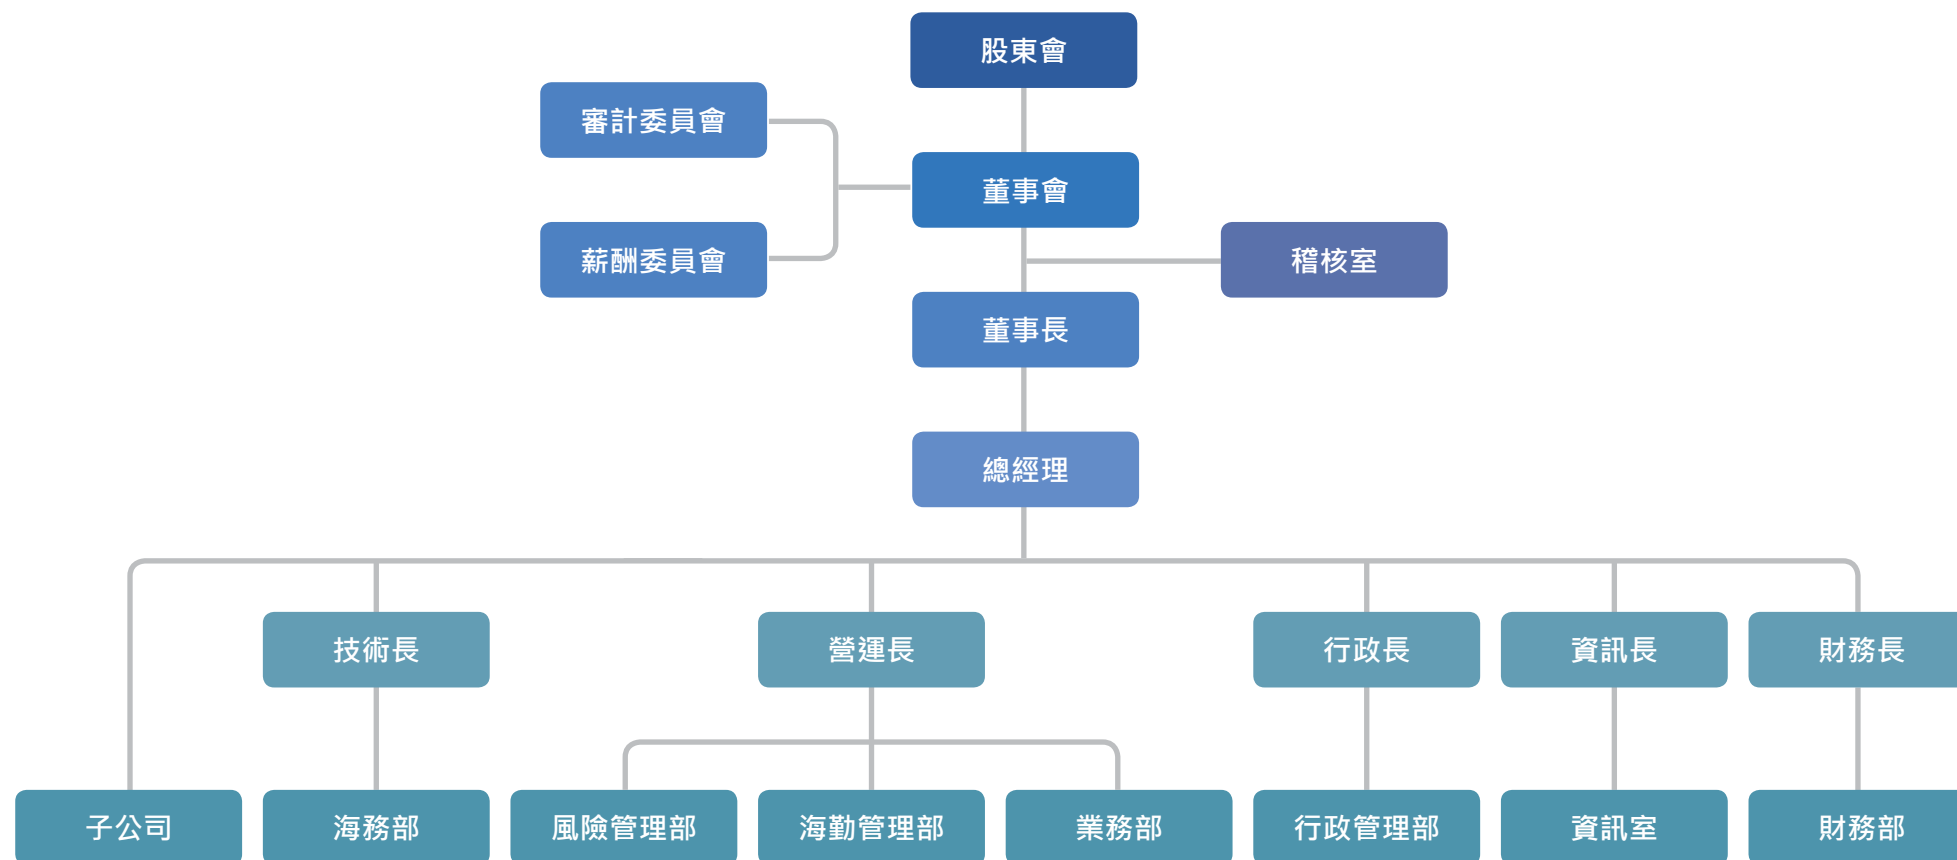 股東會
審計委員會
董事會
薪酬委員會
稽核室
董事長
總經理
技術長
營運長
行政長
資訊長
財務長
子公司
海務部
風險管理部
海勤管理部
業務部
行政管理部
資訊室
財務部